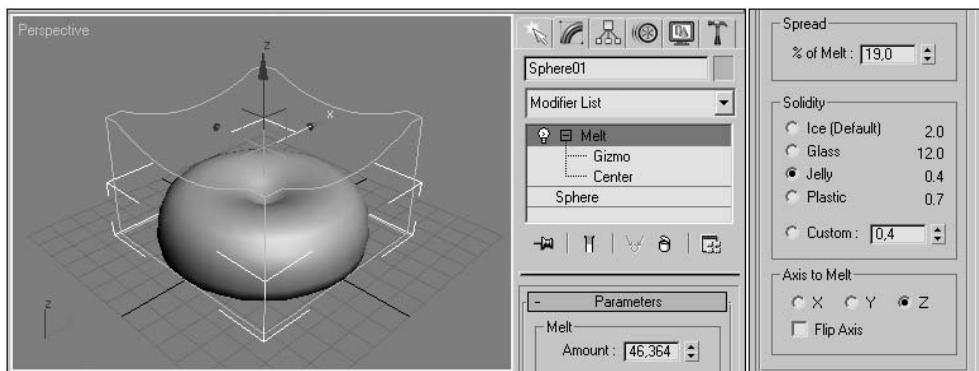 Perspective
z
x
z
Sphere01
Modifier List
Melt
Gizmo
Center
Sphere
- Parameters
Melt
Amount : 46,364
Spread
% of Melt : 19,0
Solidity
Ice (Default) 2.0
Glass 12.0
Jelly 0.4
Plastic 0.7
Custom : 0,4
Axis to Melt
X Y Z
Flip Axis